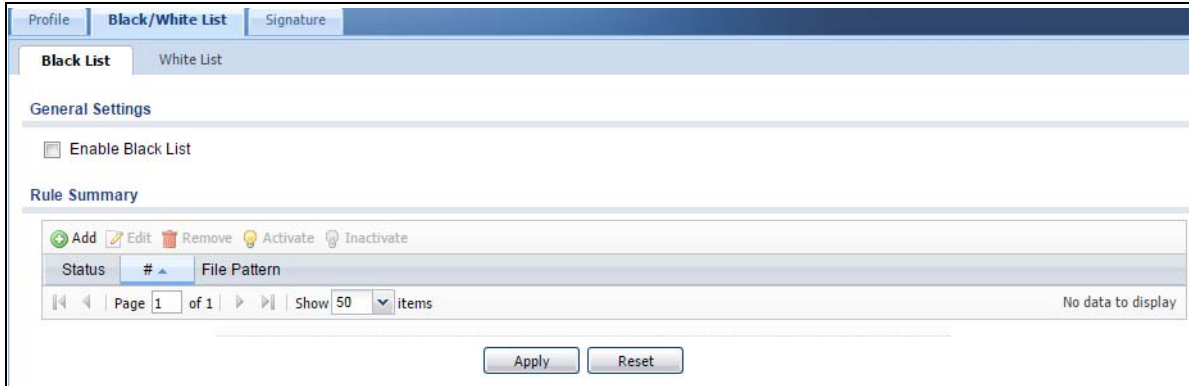 Profile Black/White List Signature
Black List White List
General Settings
Enable Black List
Rule Summary
Add Edit Remove Activate Inactivate
Status # File Pattern
Page 1 of 1 Show 50 items No data to display
Apply Reset